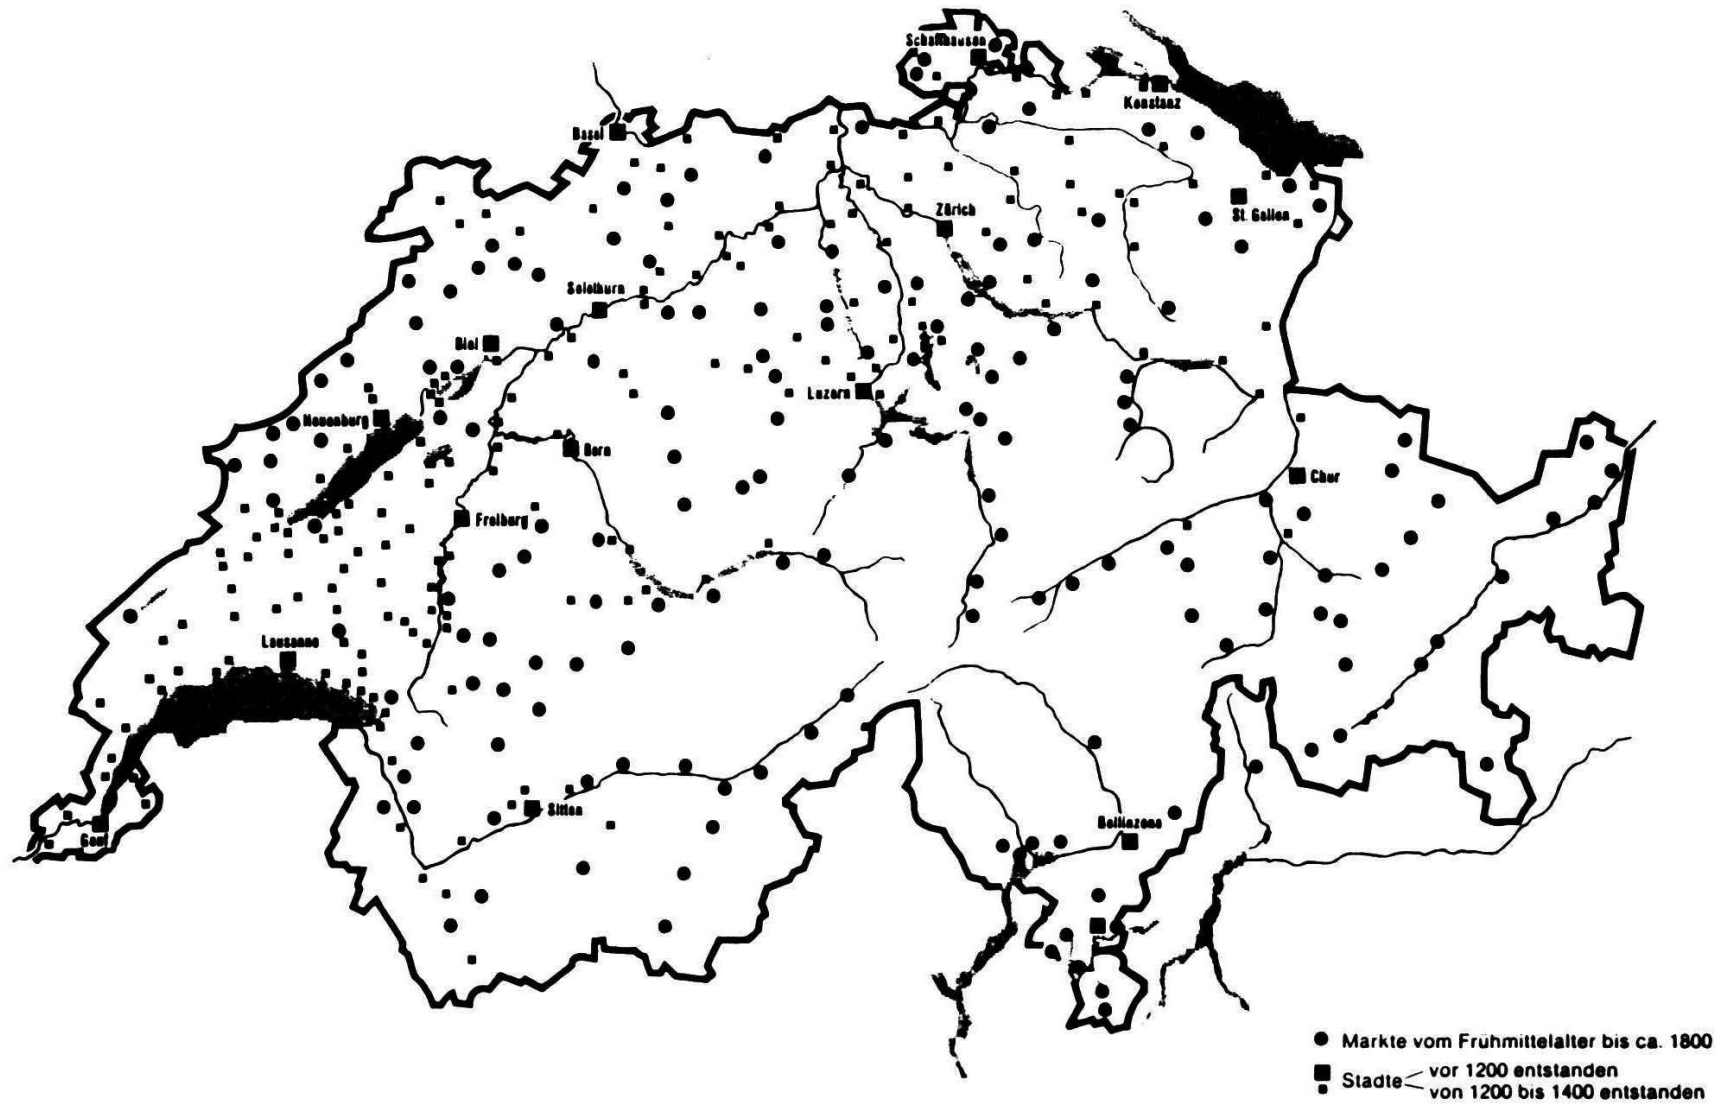 Schaffhausen
Konstanz
Basel
Zürich
St. Gallen
Solothurn
Biel
Luzern
Neuenburg
Bern
Chur
Freiburg
Lausanne
Sitten
Bellinzona
Genf
Markte vom Frühmittelalter bis ca. 1800
vor 1200 entstanden
Stadte
von 1200 bis 1400 entstanden